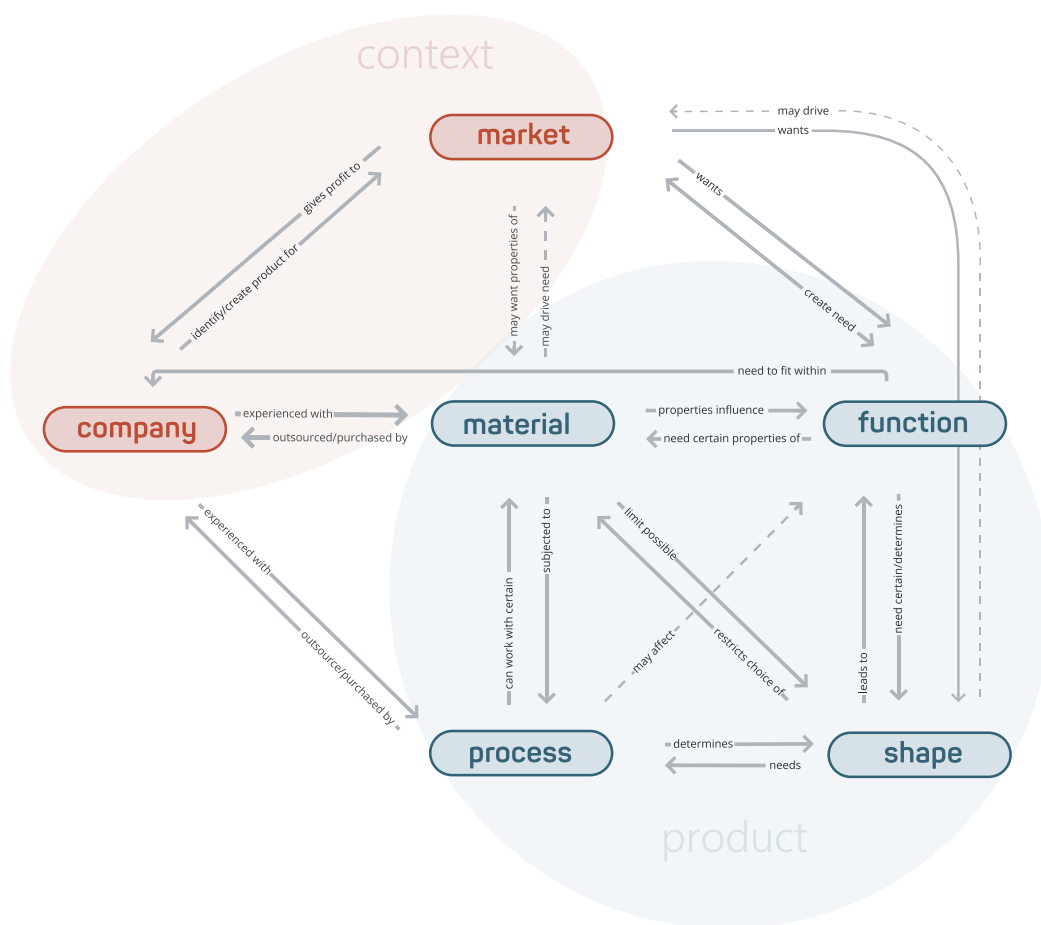 context
market
may drive
wants
wants
create need
gives profit to
identify/create product for
may want properties of
may drive need
need to fit within
company
experienced with
outsourced/purchased by
material
properties influence
need certain properties of
function
experienced with
outsource/purchased by
can work with certain
subjected to
limit possible
restricts choice of
may affect
leads to
need certain/determines
process
determines
needs
shape
product